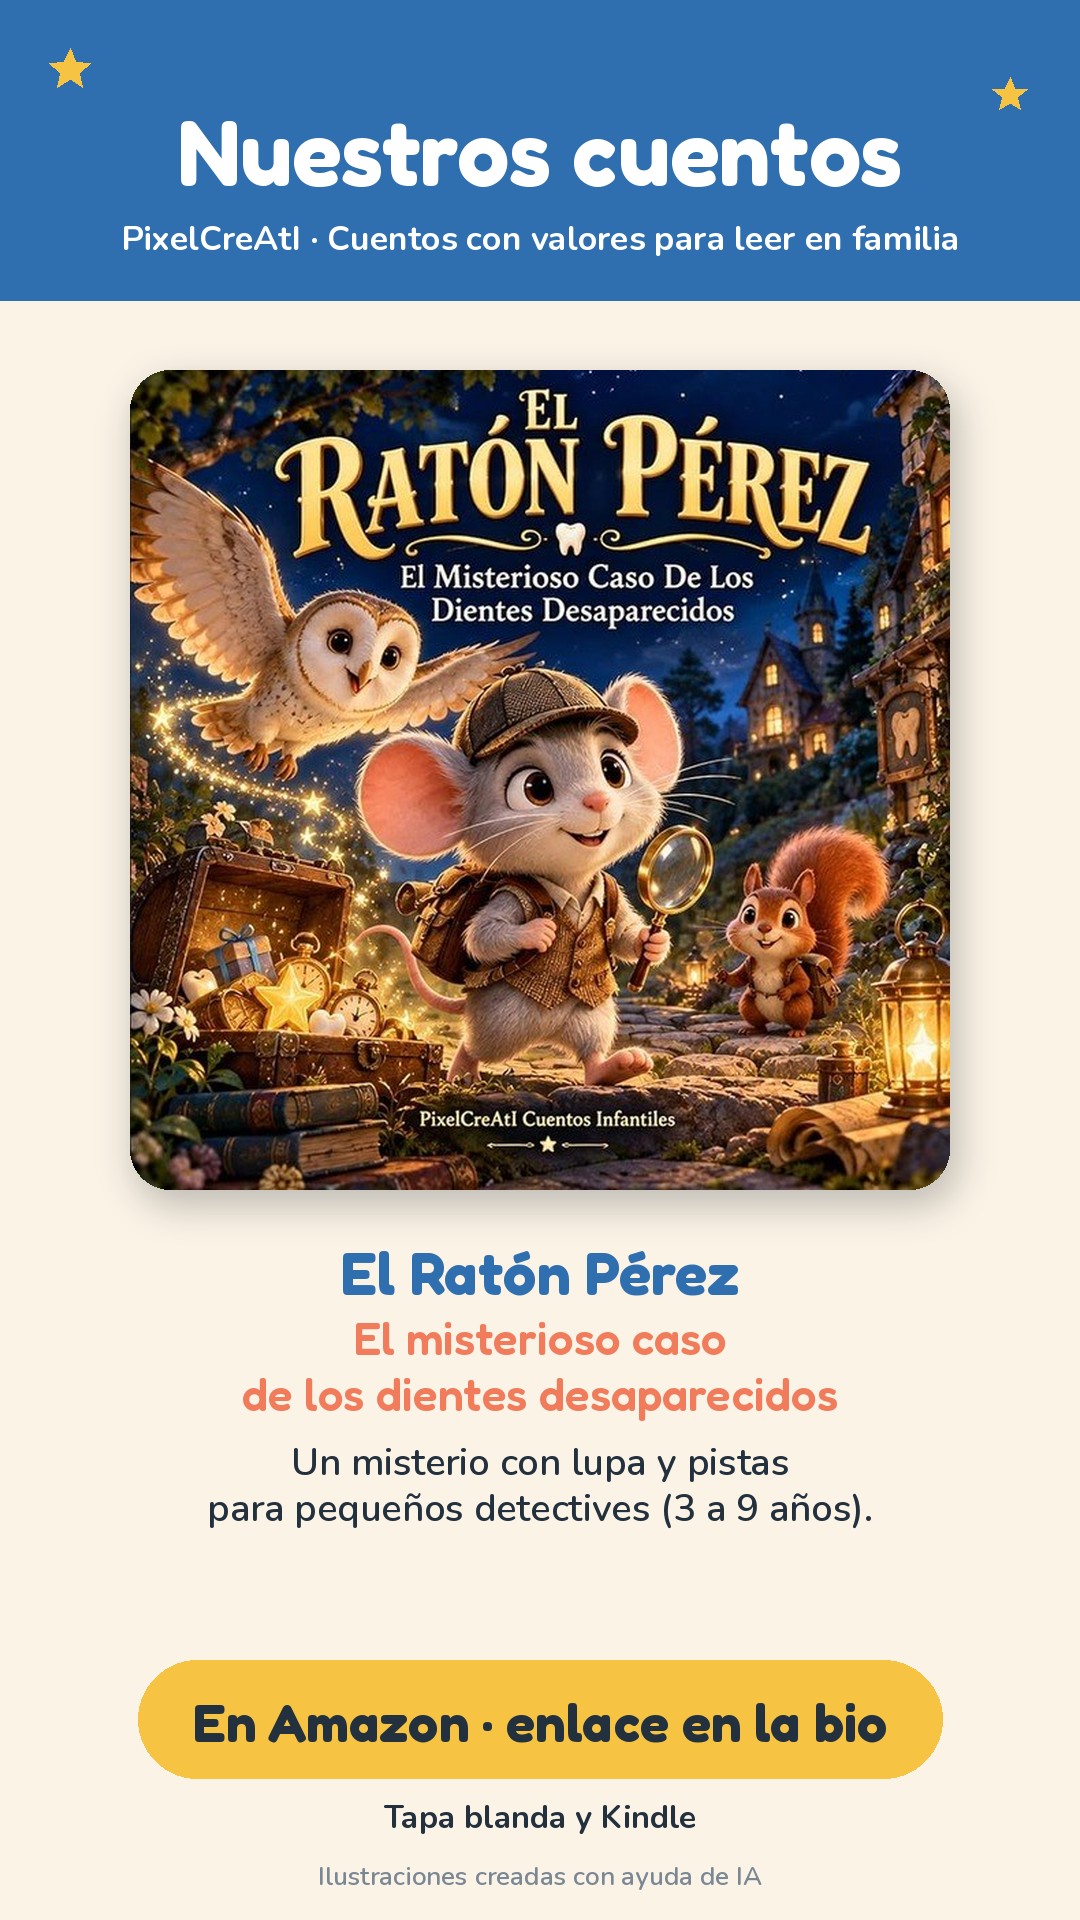 Nuestros cuentos
PixelCreAtI · Cuentos con valores para leer en familia
EL
RATÓN PÉREZ
El Misterioso Caso De Los
Dientes Desaparecidos
PixelCreAtI Cuentos Infantiles
El Ratón Pérez
El misterioso caso
de los dientes desaparecidos
Un misterio con lupa y pistas
para pequeños detectives (3 a 9 años).
En Amazon · enlace en la bio
Tapa blanda y Kindle
Ilustraciones creadas con ayuda de IA